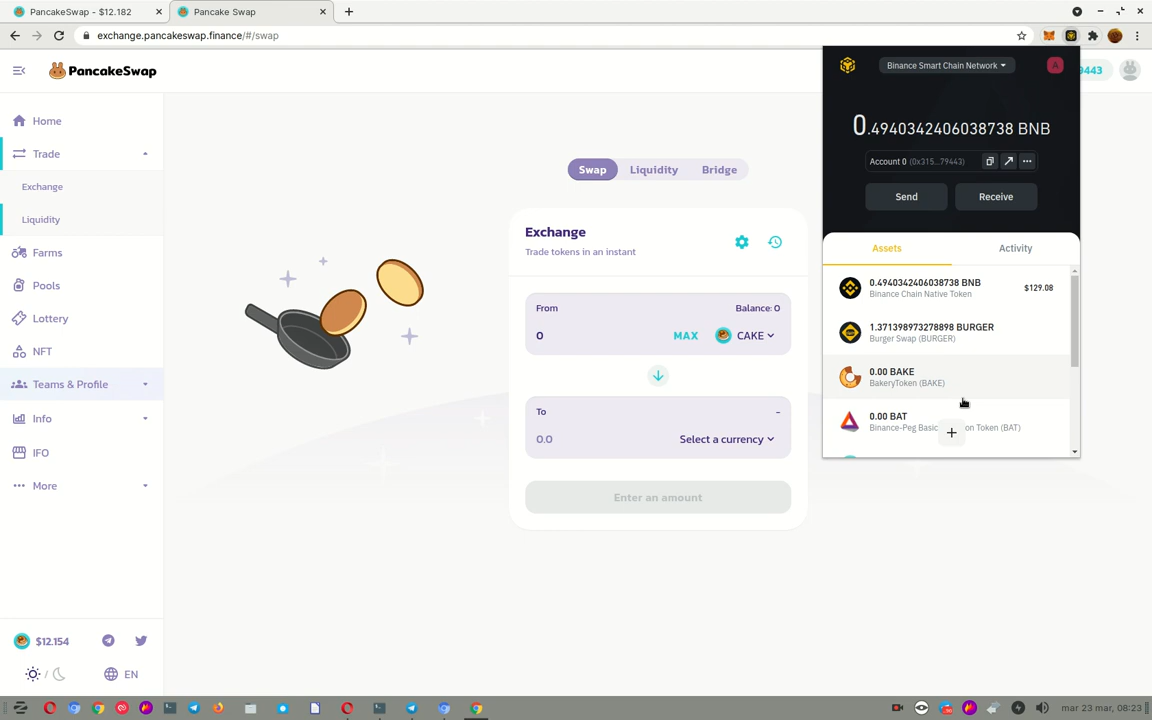 PancakeSwap - $12.182
Pancake Swap
exchange.pancakeswap.finance/#/swap
PancakeSwap
9443
Home
Trade
Exchange
Liquidity
Farms
Pools
Lottery
NFT
Teams & Profile
Info
IFO
More
$12.154
/
EN
Swap
Liquidity
Bridge
Exchange
Trade tokens in an instant
From
Balance: 0
0
MAX
CAKE
To
-
0.0
Select a currency
Enter an amount
Binance Smart Chain Network
A
0.4940342406038738 BNB
Account 0 (0x315...79443)
Send
Receive
Assets
Activity
0.4940342406038738 BNB
Binance Chain Native Token
$129.08
1.371398973278898 BURGER
Burger Swap (BURGER)
0.00 BAKE
BakeryToken (BAKE)
0.00 BAT
Binance-Peg Basic on Token (BAT)
mar 23 mar, 08:23